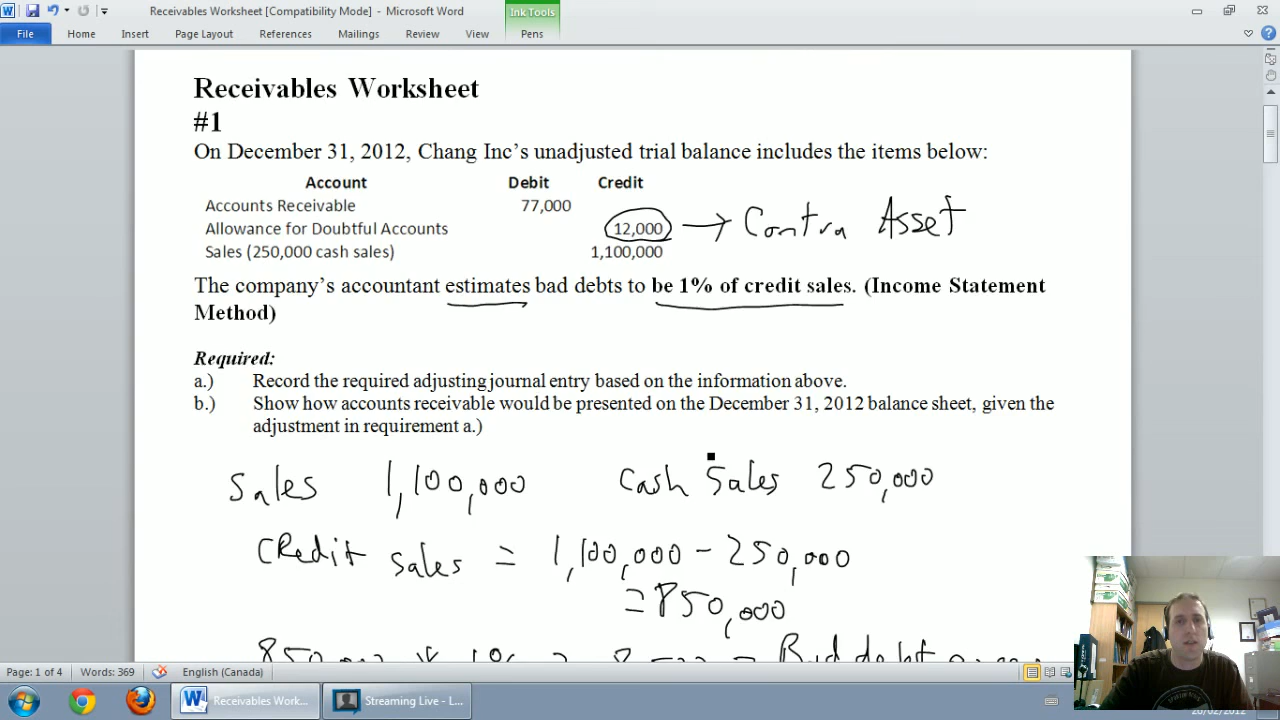 Receivables Worksheet [Compatibility Mode] - Microsoft Word
Ink Tools
File Home Insert Page Layout References Mailings Review View Pens
Receivables Worksheet
#1
On December 31, 2012, Chang Inc's unadjusted trial balance includes the items below:
Account Debit Credit
Accounts Receivable 77,000
Allowance for Doubtful Accounts 12,000 → Contra Asset
Sales (250,000 cash sales) 1,100,000
The company's accountant estimates bad debts to be 1% of credit sales. (Income Statement
Method)
Required:
a.) Record the required adjusting journal entry based on the information above.
b.) Show how accounts receivable would be presented on the December 31, 2012 balance sheet, given the
adjustment in requirement a.)
Sales 1,100,000 Cash Sales 250,000
Credit Sales = 1,100,000 - 250,000
= 850,000
Bad debt
Page: 1 of 4 Words: 369 English (Canada)
Receivables Work... Streaming Live - L...
20/02/2012